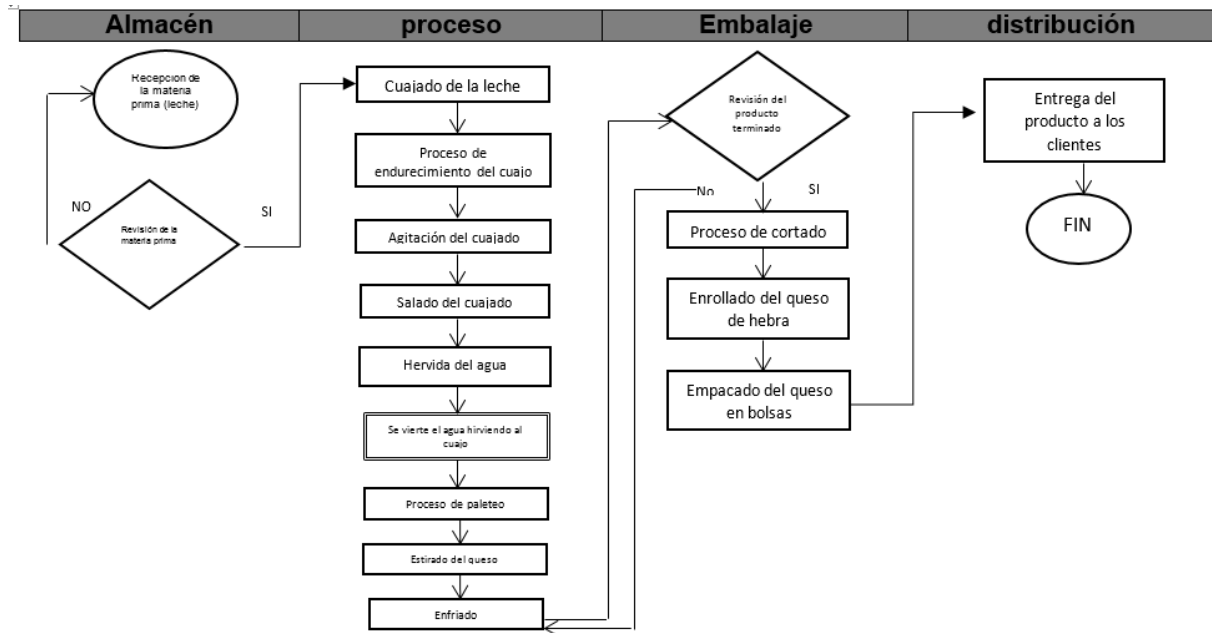 Almacén
proceso
Embalaje
distribución
Recepcion de
la materia
prima (leche)
NO
SI
Revisión de la
materia prima
Cuajado de la leche
Proceso de
endurecimiento del cuajo
Agitación del cuajado
Salado del cuajado
Hervida del agua
Se vierte el agua hirviendo al
cuajo
Proceso de paleteo
Estirado del queso
Enfriado
Revisión del
producto
terminado
No
SI
Proceso de cortado
Enrollado del queso
de hebra
Empacado del queso
en bolsas
Entrega del
producto a los
clientes
FIN